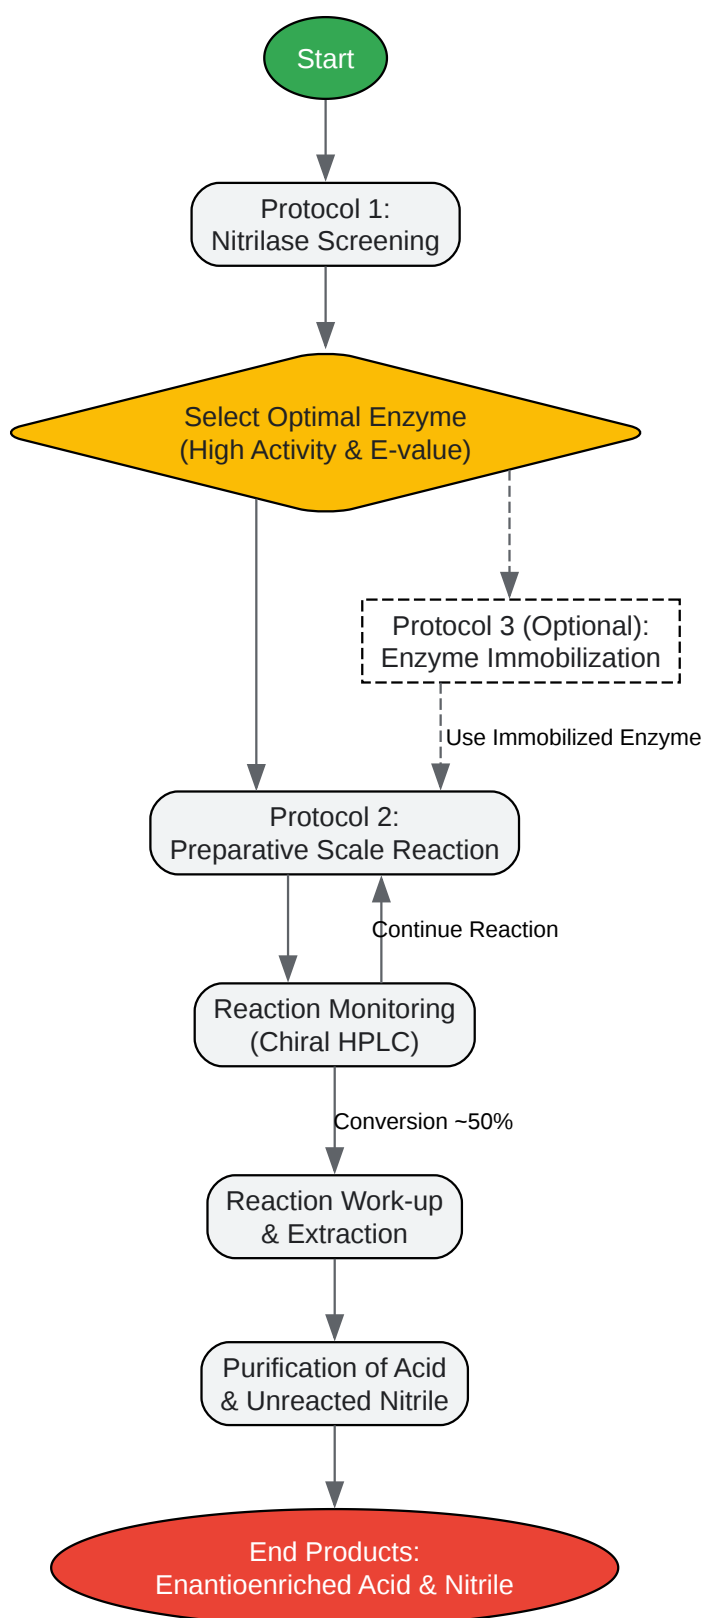 Start
Protocol 1:
Nitrilase Screening
Select Optimal Enzyme
(High Activity & E-value)
Protocol 3 (Optional):
Enzyme Immobilization
Use Immobilized Enzyme
Protocol 2:
Preparative Scale Reaction
Continue Reaction
Reaction Monitoring
(Chiral HPLC)
Conversion ~50%
Reaction Work-up
& Extraction
Purification of Acid
& Unreacted Nitrile
End Products:
Enantioenriched Acid & Nitrile